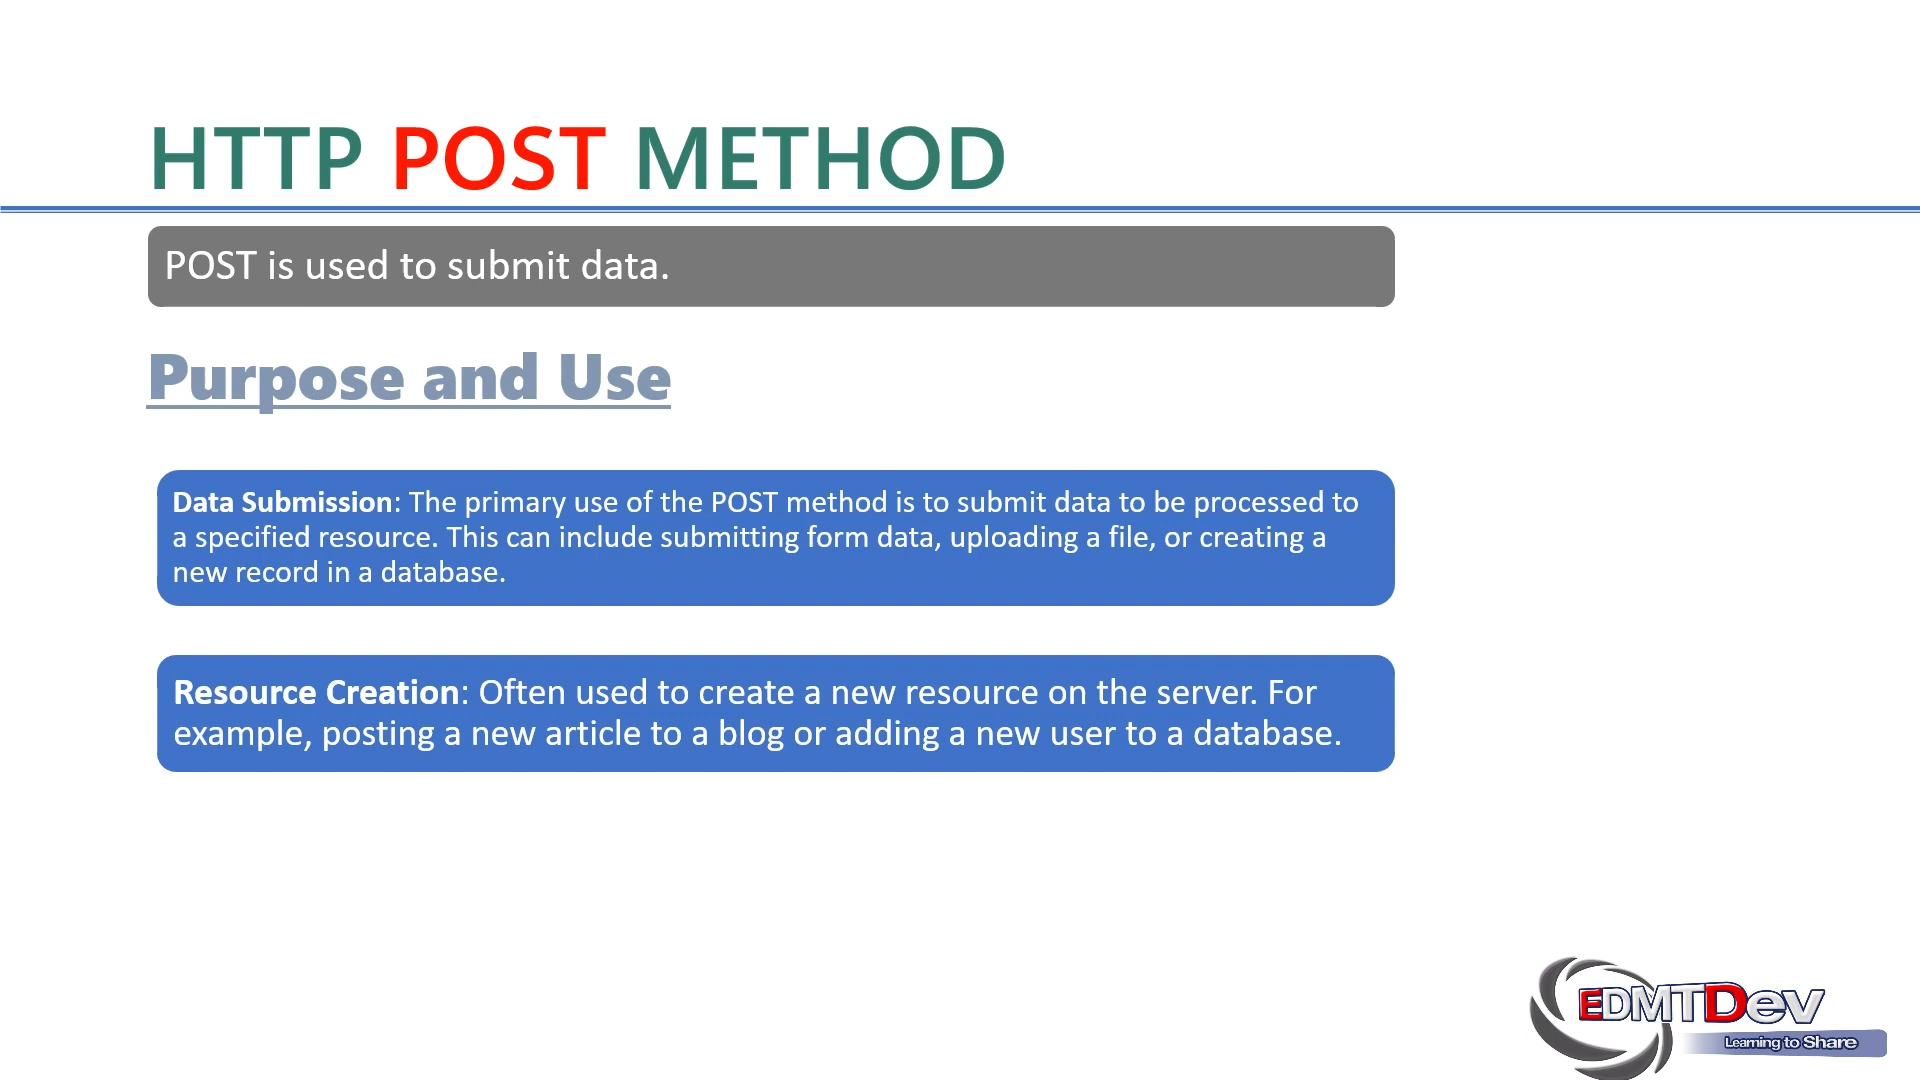 HTTP POST METHOD
POST is used to submit data.
Purpose and Use
Data Submission: The primary use of the POST method is to submit data to be processed to
a specified resource. This can include submitting form data, uploading a file, or creating a
new record in a database.
Resource Creation: Often used to create a new resource on the server. For
example, posting a new article to a blog or adding a new user to a database.
EDMTDev
Learning to Share